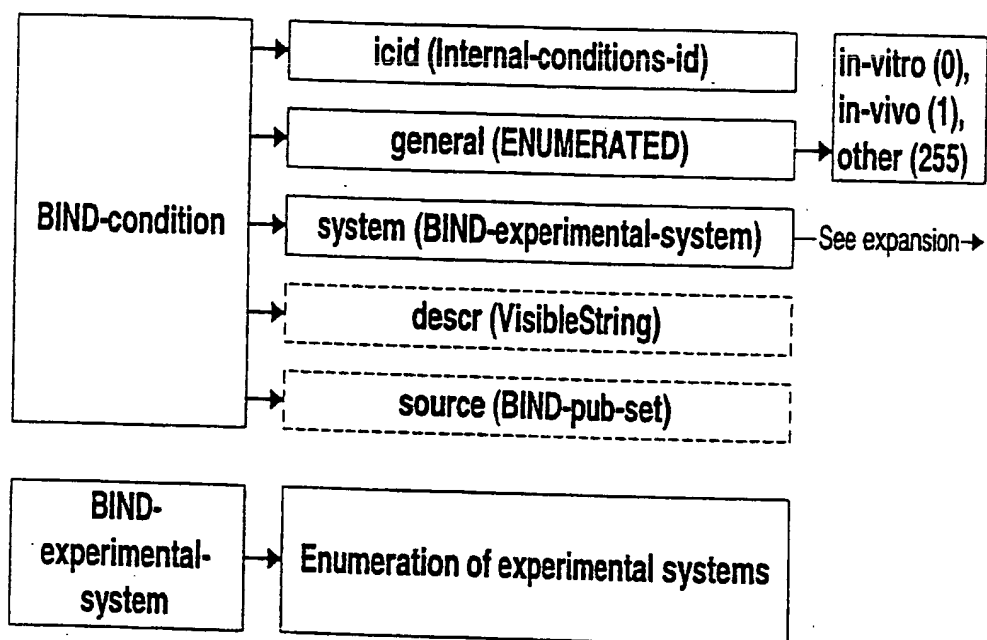 BIND-condition
icid (Internal-conditions-id)
general (ENUMERATED)
in-vitro (0),
in-vivo (1),
other (255)
system (BIND-experimental-system)
See expansion
descr (VisibleString)
source (BIND-pub-set)
BIND-
experimental-
system
Enumeration of experimental systems